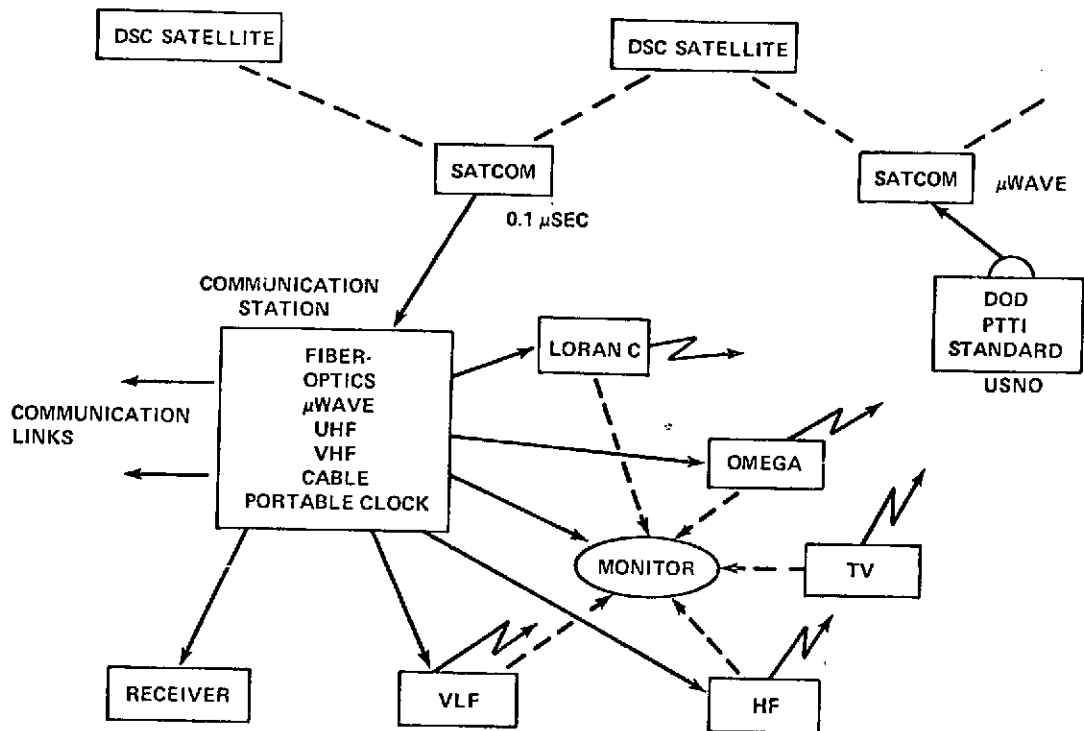 DSC SATELLITE
DSC SATELLITE
SATCOM
SATCOM
µWAVE
0.1 µSEC
COMMUNICATION
STATION
FIBER-
OPTICS
µWAVE
UHF
VHF
CABLE
PORTABLE CLOCK
LORAN C
DOD
PTTI
STANDARD
USNO
COMMUNICATION
LINKS
OMEGA
MONITOR
TV
RECEIVER
VLF
HF